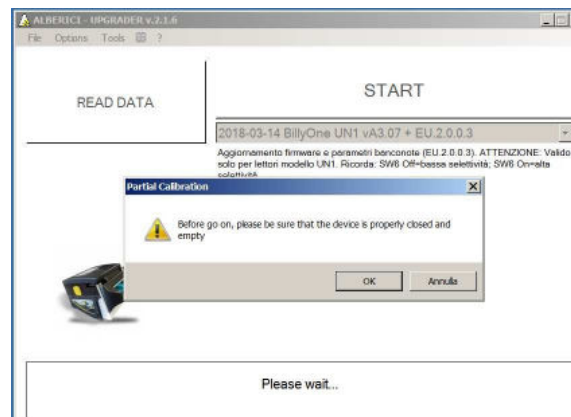 ALBERICI - UPGRADER v.2.1.6
File Options Tools ?
READ DATA
START
2018-03-14 BillyOne UN1 vA3.07 + EU.2.0.0.3
Aggiornamento firmware e parametri banconote (EU.2.0.0.3). ATTENZIONE: Valido
solo per lettori modello UN1. Ricorda: SW6 Off=bassa selettività; SW6 On=alta
selettività
Partial Calibration
Before go on, please be sure that the device is properly closed and
empty
OK
Annulla
Please wait...